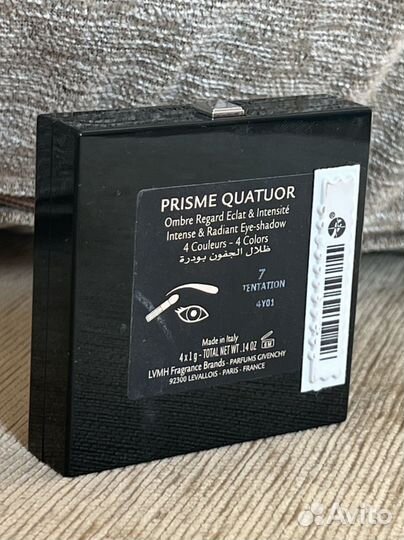 PRISME QUATUOR
Ombre Regard Eclat & Intensité
Intense & Radiant Eye-shadow
4 Couleurs - 4 Colors
ظلال الجفون بودرة
7
TENTATION
4Y01
Made in Italy
4 x 1 g - TOTAL NET WT .14 OZ
LVMH Fragrance Brands - PARFUMS GIVENCHY
92300 LEVALLOIS - PARIS - FRANCE
Avito